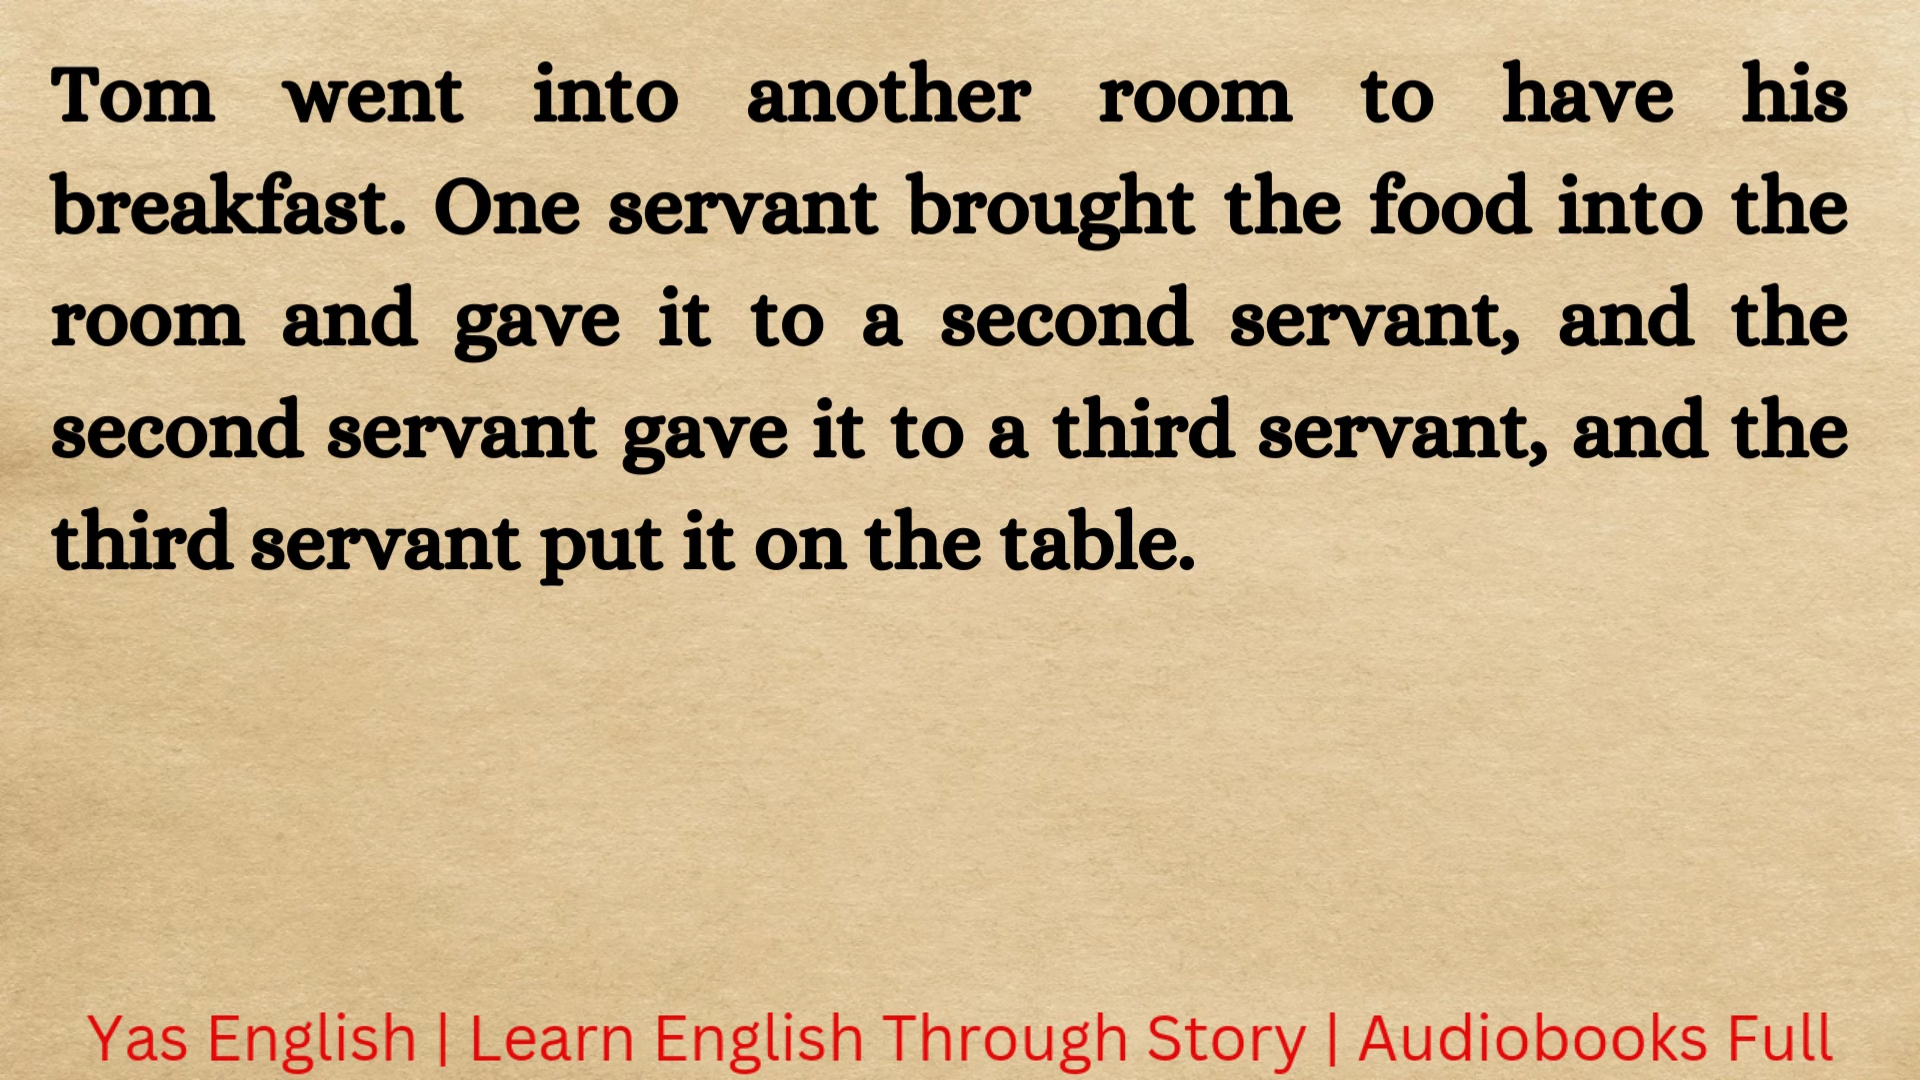 Tom went into another room to have his
breakfast. One servant brought the food into the
room and gave it to a second servant, and the
second servant gave it to a third servant, and the
third servant put it on the table.
Yas English | Learn English Through Story | Audiobooks Full